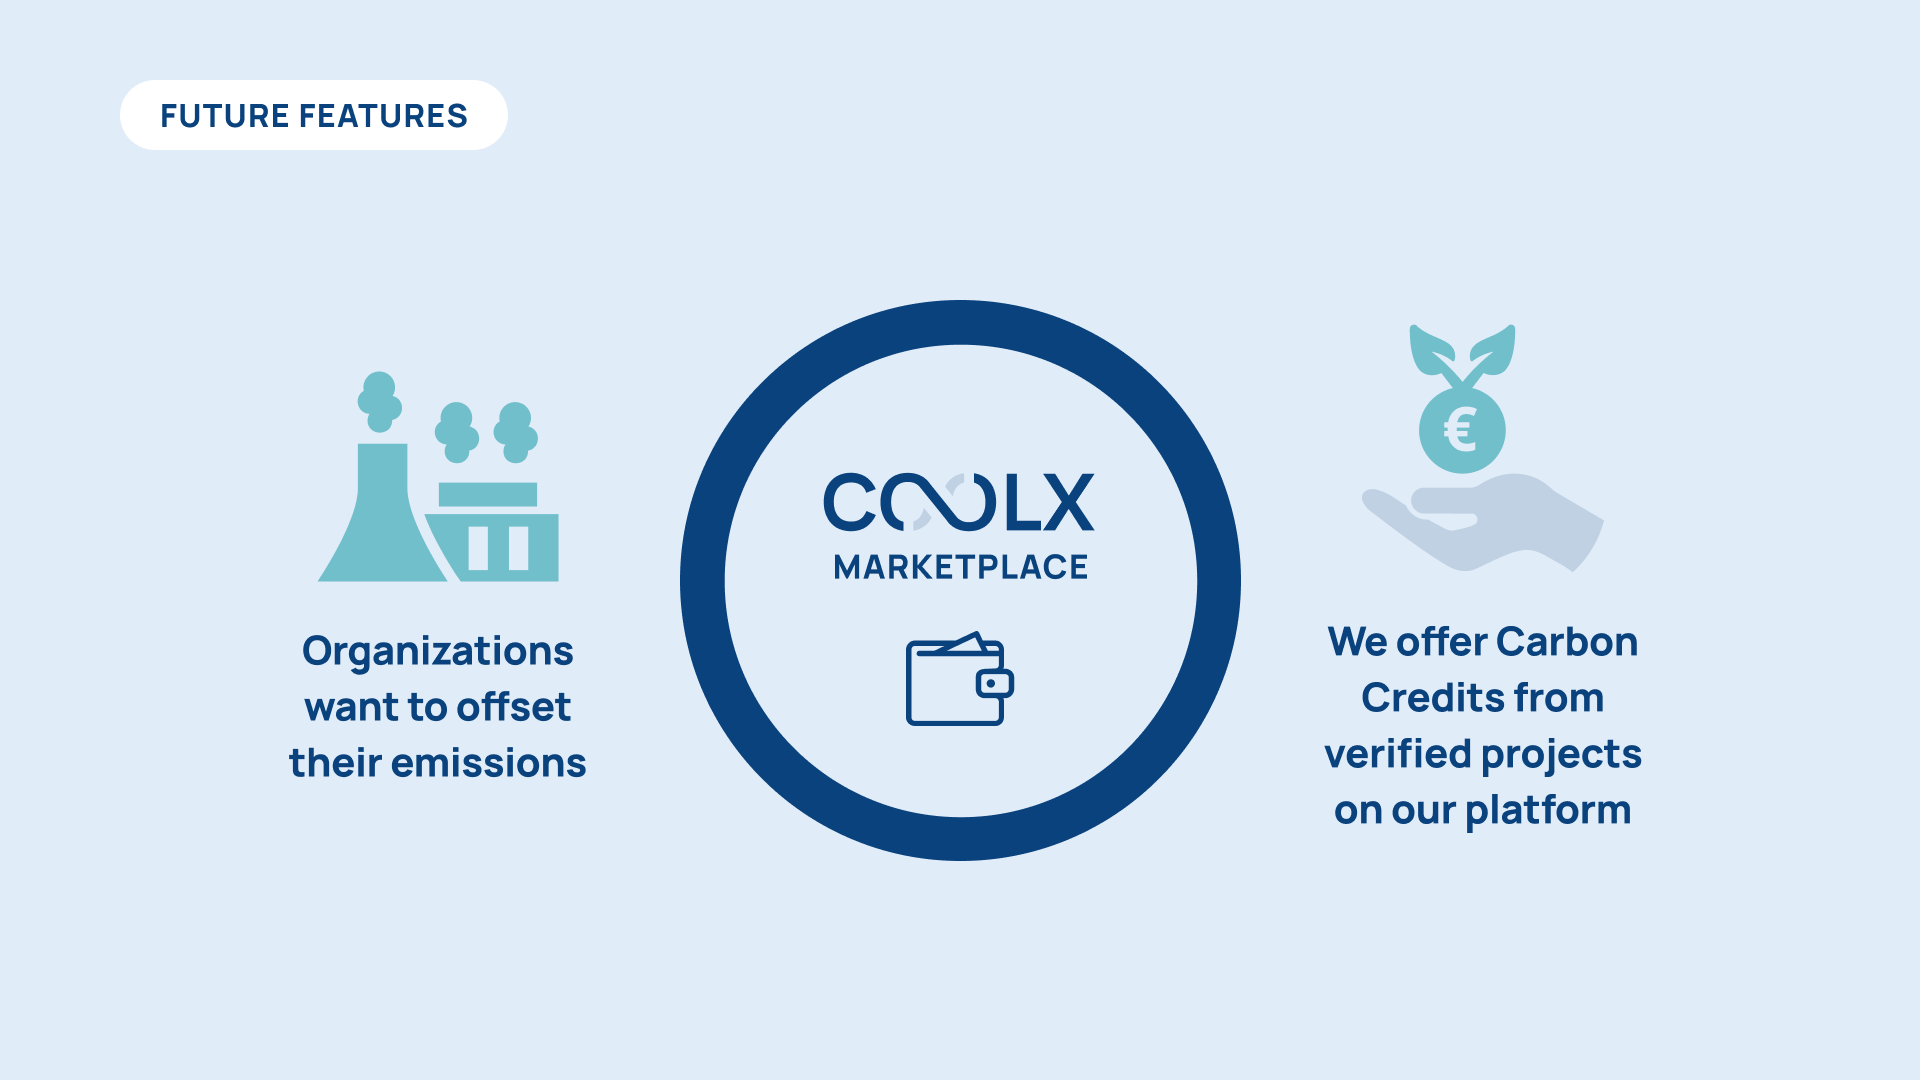 FUTURE FEATURES
Organizations
want to offset
their emissions
COOLX
MARKETPLACE
€
We offer Carbon
Credits from
verified projects
on our platform